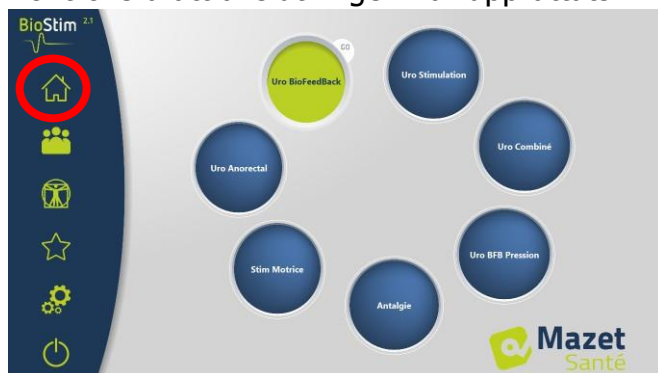 BioStim 2.1
GO
Uro BioFeedBack
Uro Stimulation
Uro Combiné
Uro BFB Pression
Antalgie
Stim Motrice
Uro Anorectal
Mazet
Santé